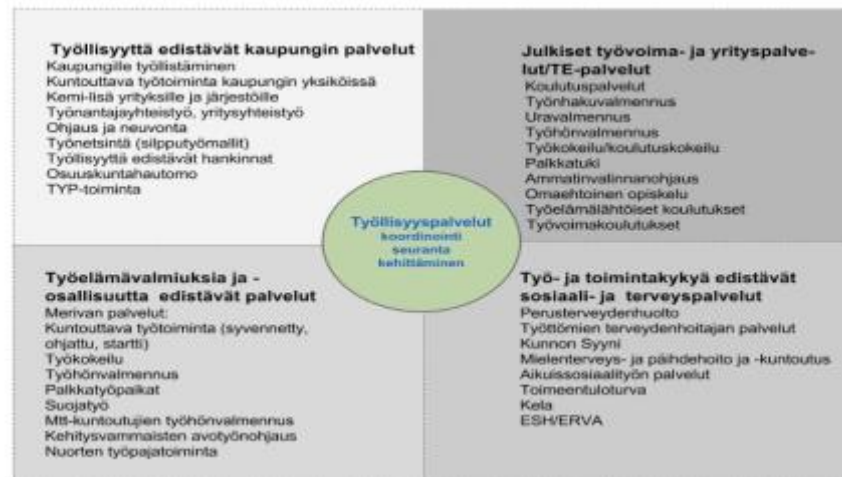 Työllisyyttä edistävät kaupungin palvelut
Kaupungille työllistäminen
Kuntouttava työtoiminta kaupungin yksiköissä
Kemi-lisä yrityksille ja järjestöille
Työnantajayhteistyö, yritysyhteistyö
Ohjaus ja neuvonta
Työnetsintä (silpputyömallit)
Työllisyyttä edistävät hankinnat
Osuuskuntahautomo
TYP-toiminta
Julkiset työvoima- ja yrityspalve-
lut/TE-palvelut
Koulutuspalvelut
Työnhakuvalmennus
Uravalmennus
Työhönvalmennus
Työkokeilu/koulutuskokeilu
Palkkatuki
Ammatinvalinnanohjaus
Omaehtoinen opiskelu
Työelämälähtöiset koulutukset
Työvoimakoulutukset
Työllisyyspalvelut
koordinointi
seuranta
kehittäminen
Työelämävalmiuksia ja -
osallisuutta edistävät palvelut
Merivan palvelut:
Kuntouttava työtoiminta (syvennetty,
ohjattu, startti)
Työkokeilu
Työhönvalmennus
Palkkatyöpaikat
Suojatyö
Mtt-kuntoutujien työhönvalmennus
Kehitysvammaisten avotyönohjaus
Nuorten työpajatoiminta
Työ- ja toimintakykyä edistävät
sosiaali- ja terveyspalvelut
Perusterveydenhuolto
Työttömien terveydenhoitajan palvelut
Kunnon Syyni
Mielenterveys- ja päihdehoito ja -kuntoutus
Aikuissosiaalityön palvelut
Toimeentuloturva
Kela
ESH/ERVA